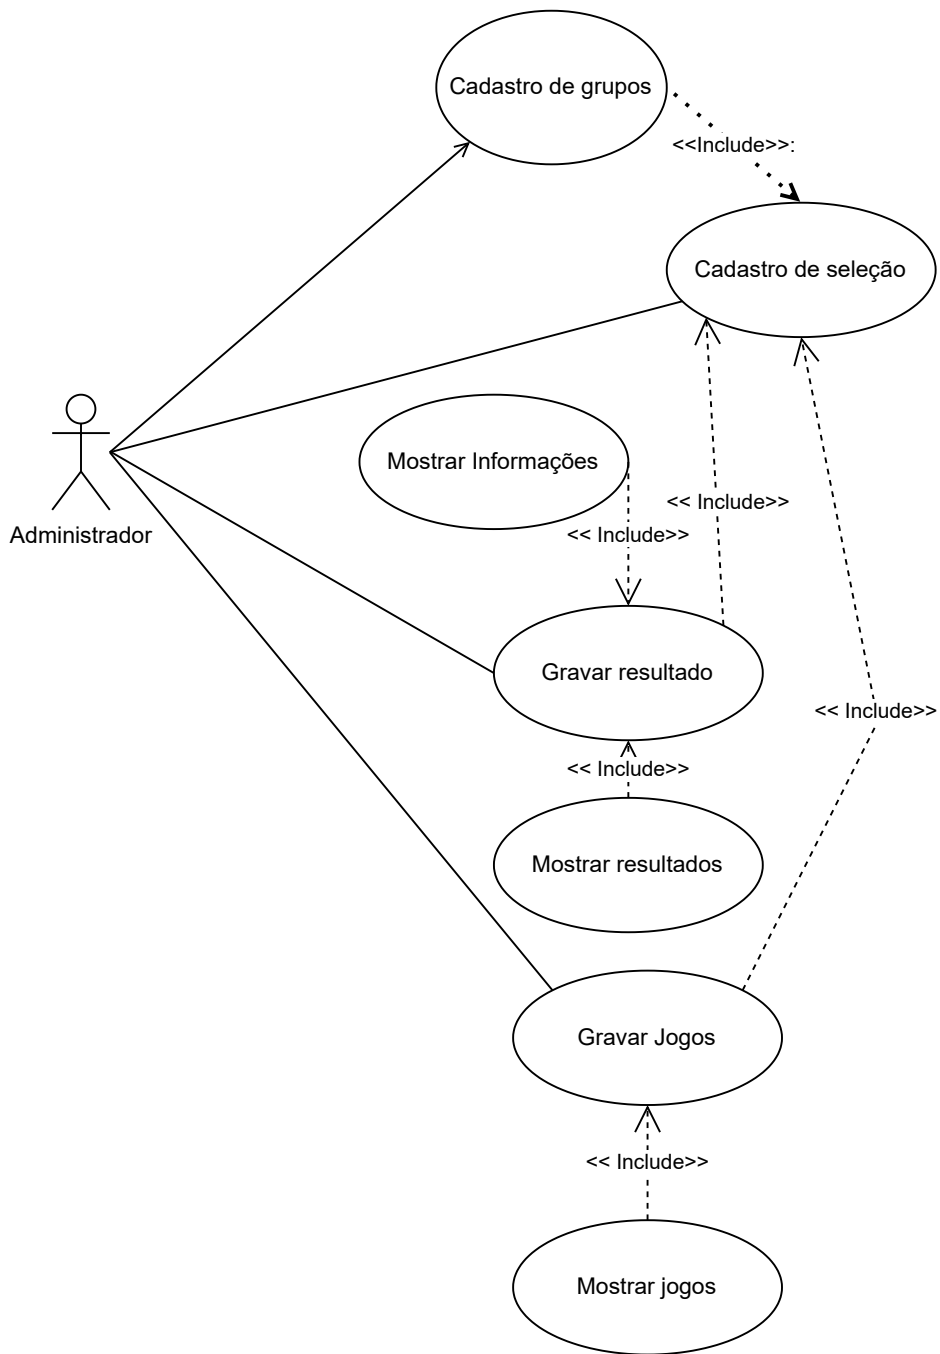 Cadastro de grupos
<<Include>>:
Cadastro de seleção
Mostrar Informações
<< Include>>
<< Include>>
Administrador
Gravar resultado
<< Include>>
<< Include>>
Mostrar resultados
Gravar Jogos
<< Include>>
Mostrar jogos